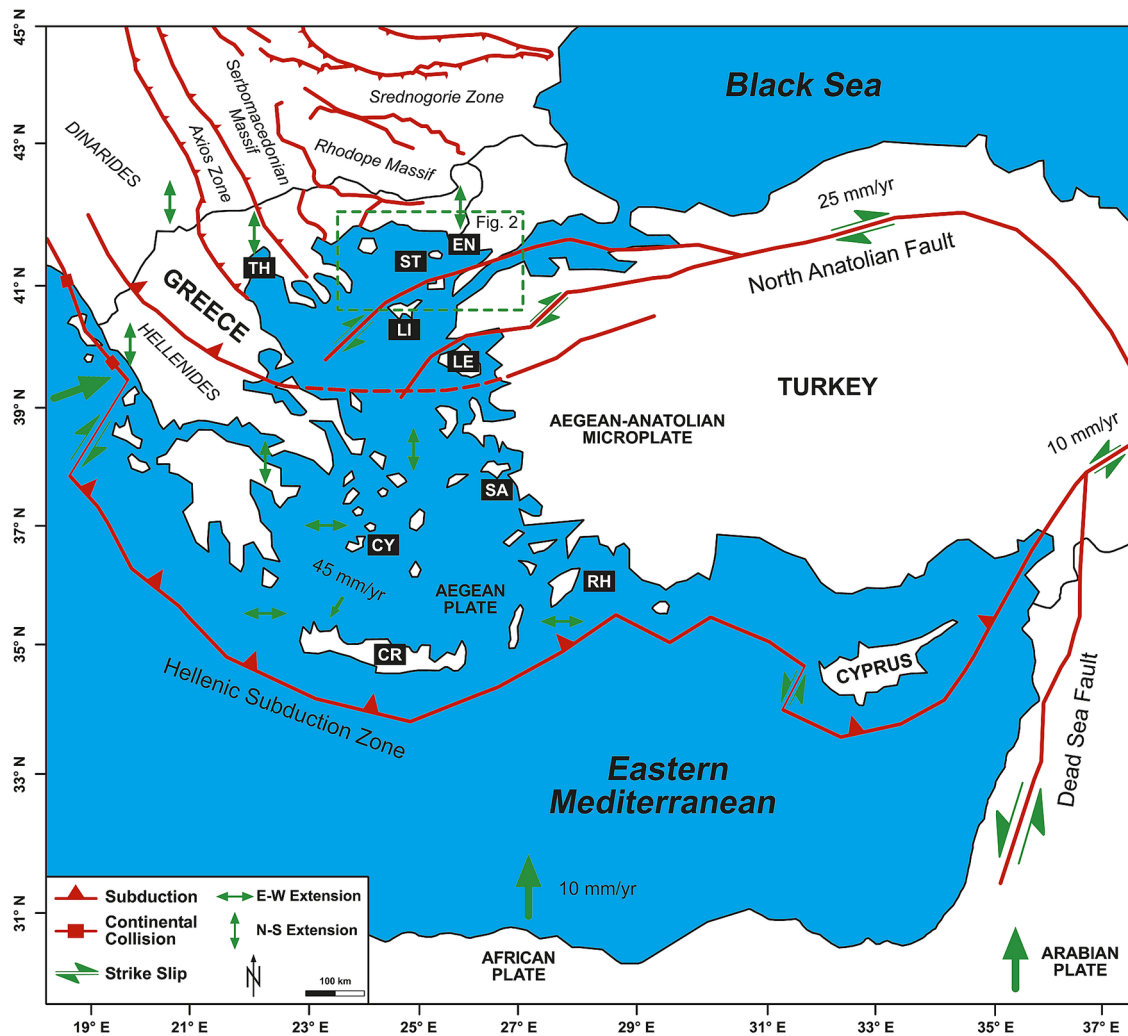 45° N
43° N
41° N
39° N
37° N
35° N
33° N
31° N
Black Sea
Srednogorie Zone
Serbomacedonian
Massif
DINARIDES
Axios Zone
Rhodope Massif
25 mm/yr
North Anatolian Fault
Fig. 2
EN
ST
TH
GREECE
LI
LE
HELLENIDES
TURKEY
AEGEAN-ANATOLIAN
MICROPLATE
10 mm/yr
SA
CY
45 mm/yr
AEGEAN
PLATE
RH
CR
CYPRUS
Hellenic Subduction Zone
Dead Sea Fault
Eastern
Mediterranean
10 mm/yr
AFRICAN
PLATE
ARABIAN
PLATE
Subduction
Continental
Collision
Strike Slip
E-W Extension
N-S Extension
N
100 km
19° E
21° E
23° E
25° E
27° E
29° E
31° E
33° E
35° E
37° E